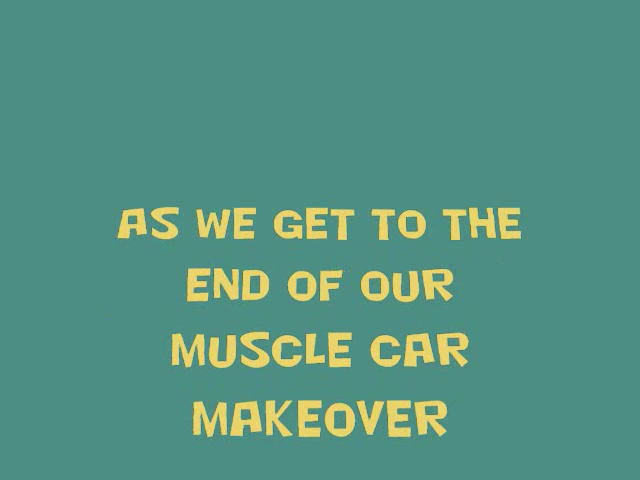 AS WE GET TO THE
END OF OUR
MUSCLE CAR
MAKEOVER